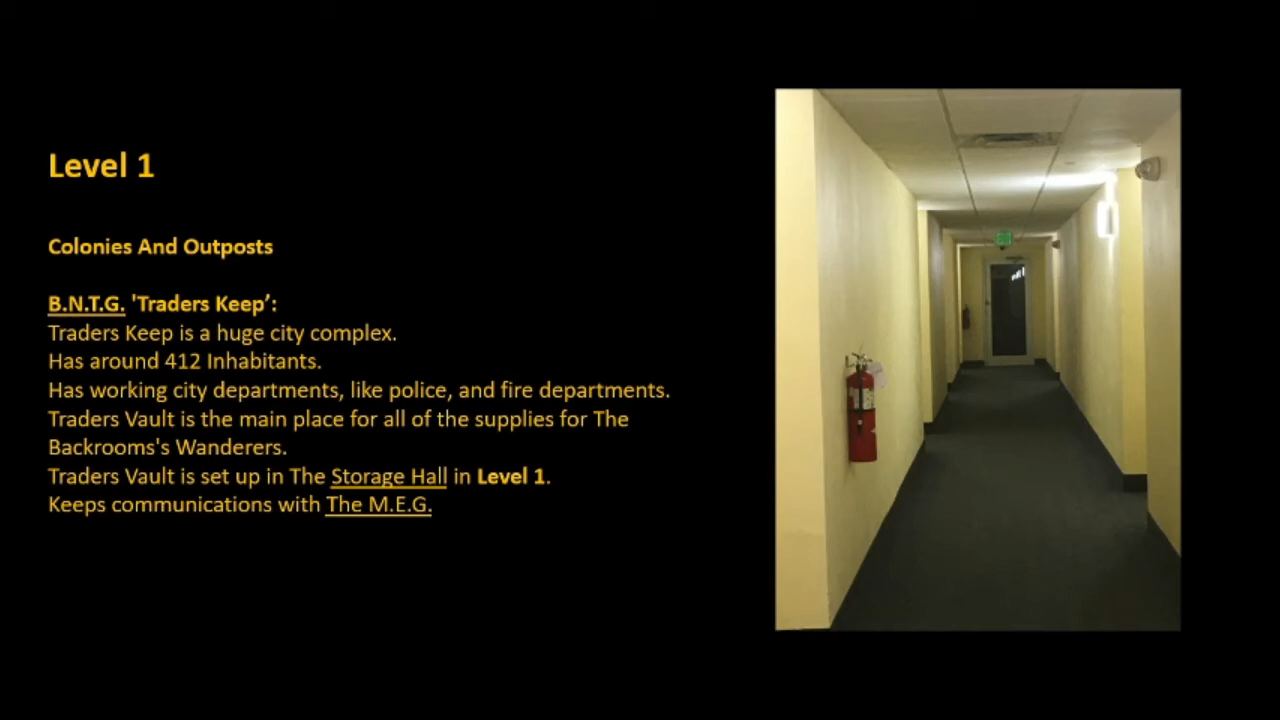 Level 1
Colonies And Outposts
B.N.T.G. 'Traders Keep’:
Traders Keep is a huge city complex.
Has around 412 Inhabitants.
Has working city departments, like police, and fire departments.
Traders Vault is the main place for all of the supplies for The
Backrooms's Wanderers.
Traders Vault is set up in The Storage Hall in Level 1.
Keeps communications with The M.E.G.